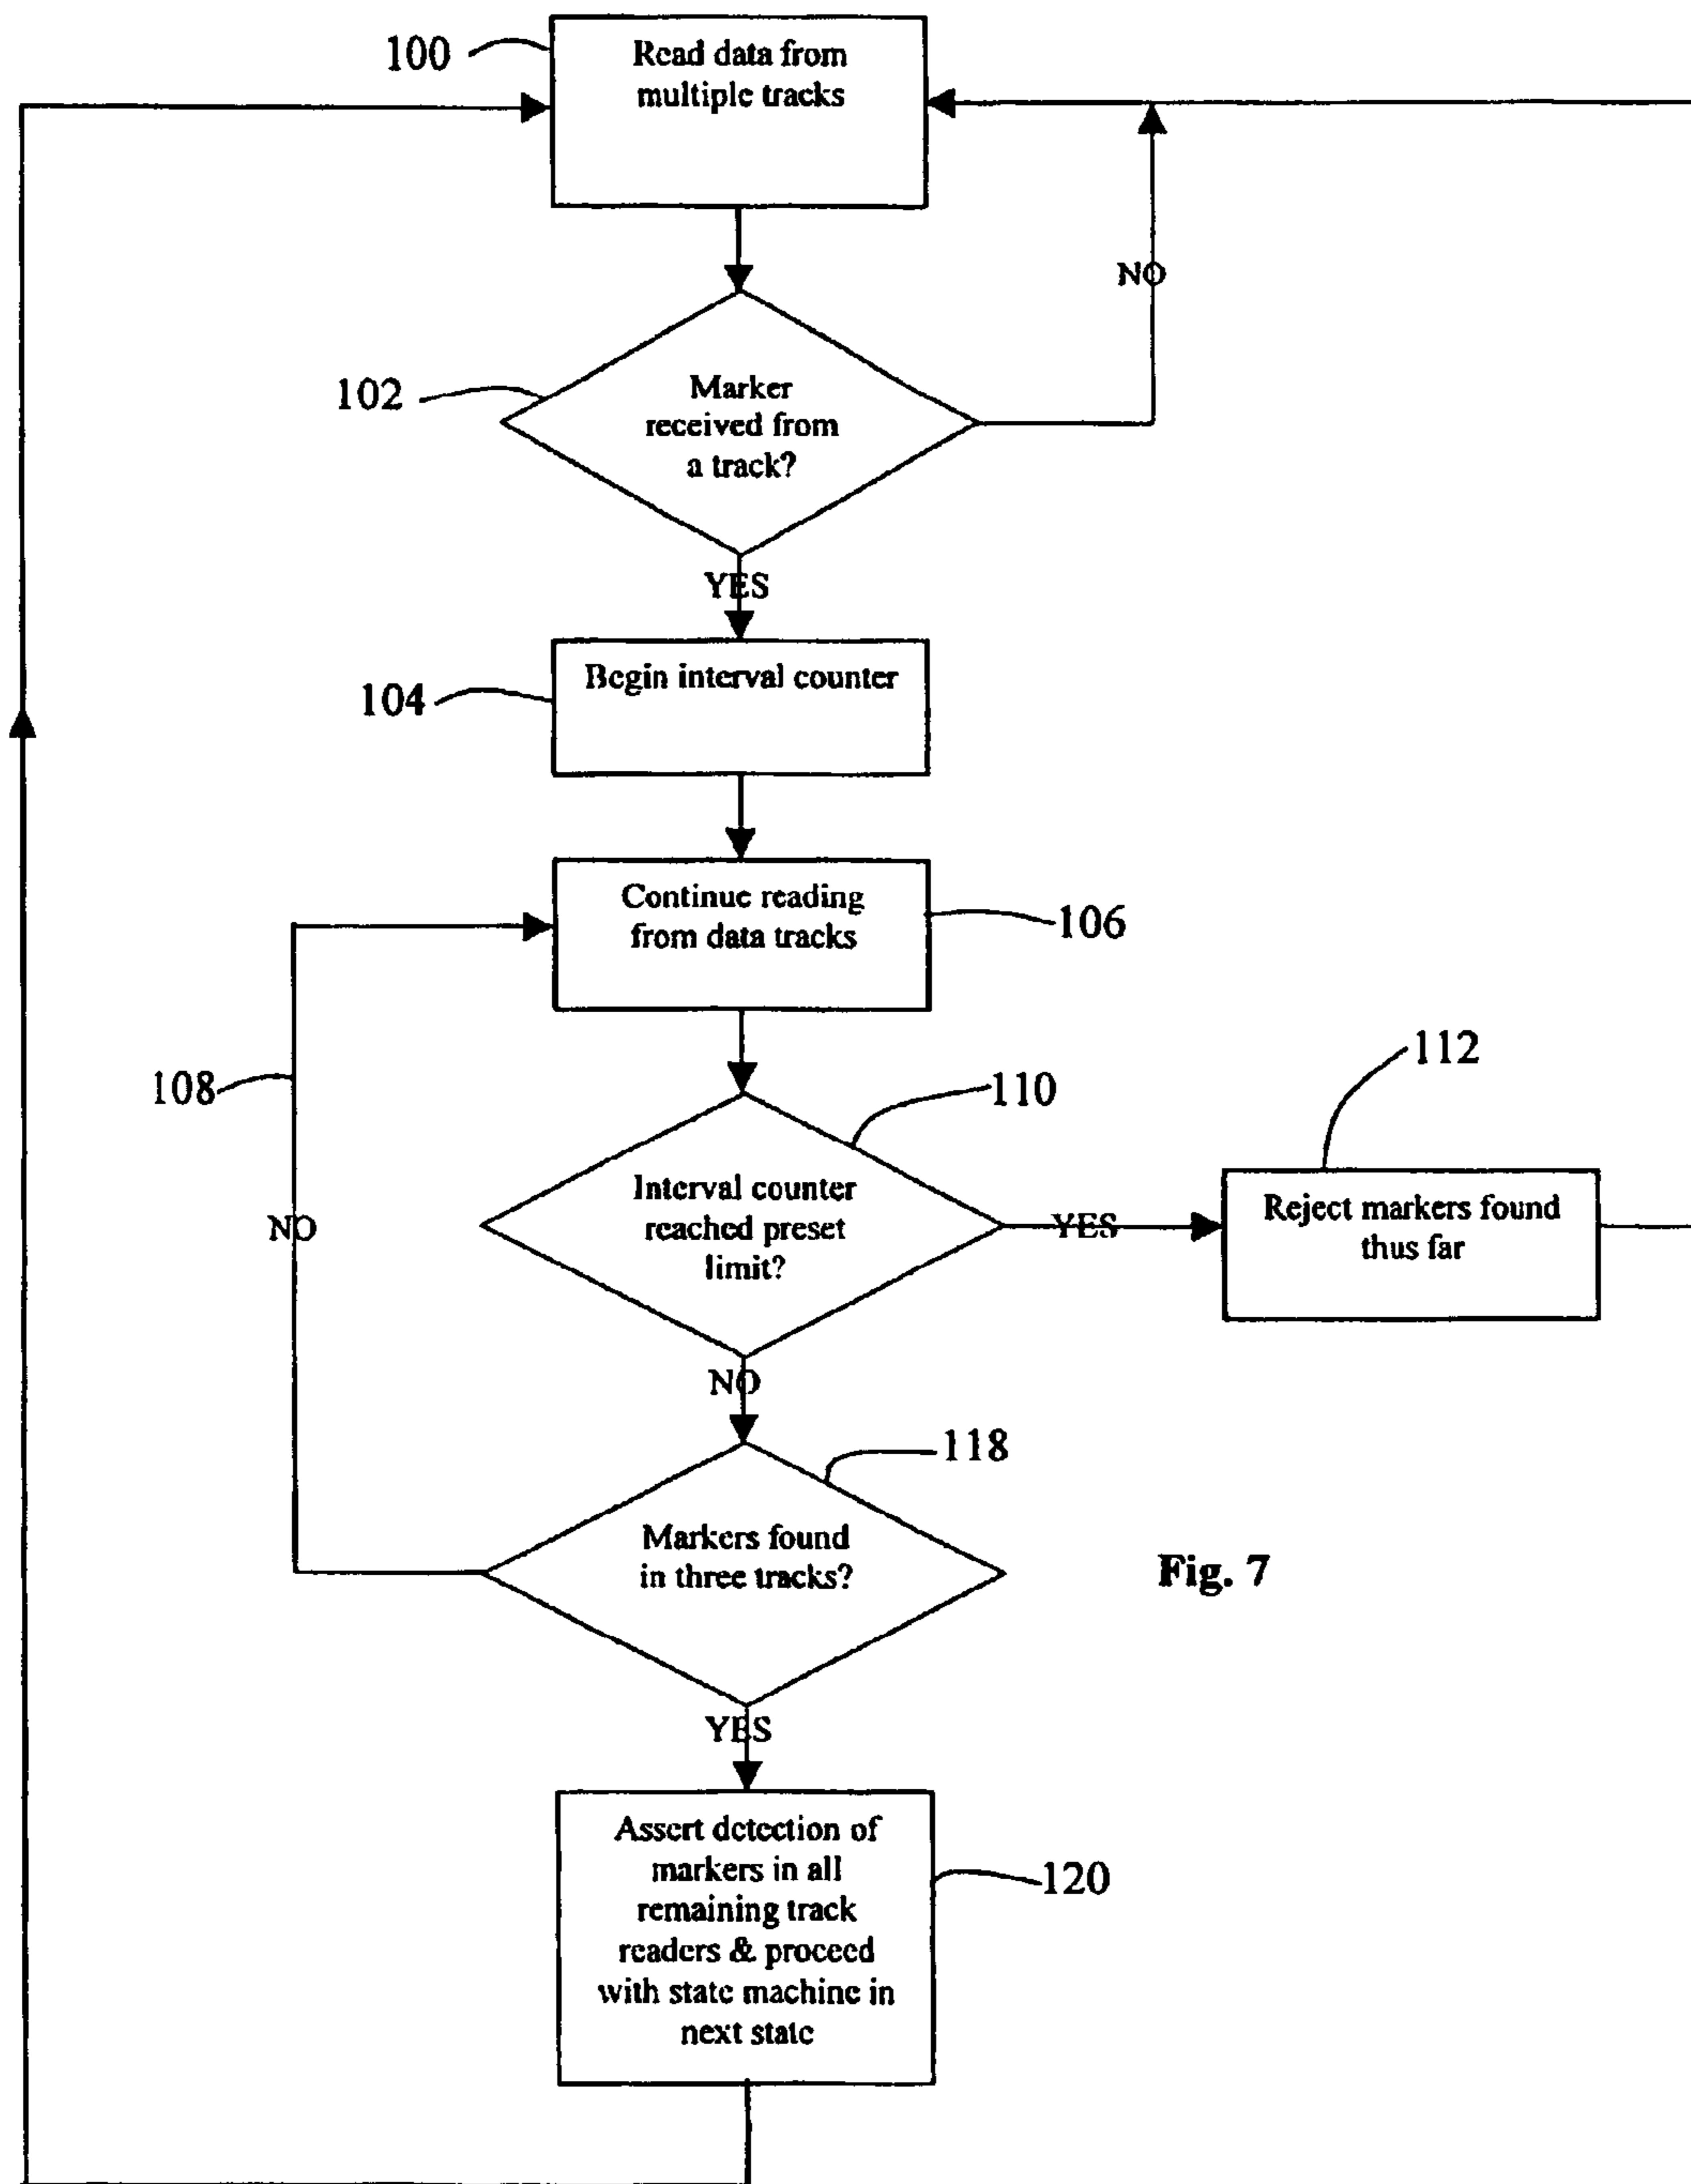 100
Read data from
multiple tracks
NO
102
Marker
received from
a track?
YES
104
Begin interval counter
Continue reading
from data tracks
106
108
110
112
NO
Interval counter
reached preset
limit?
YES
Reject markers found
thus far
NO
118
Markers found
in three tracks?
Fig. 7
YES
Assert detection of
markers in all
remaining track
readers & proceed
with state machine in
next state
120